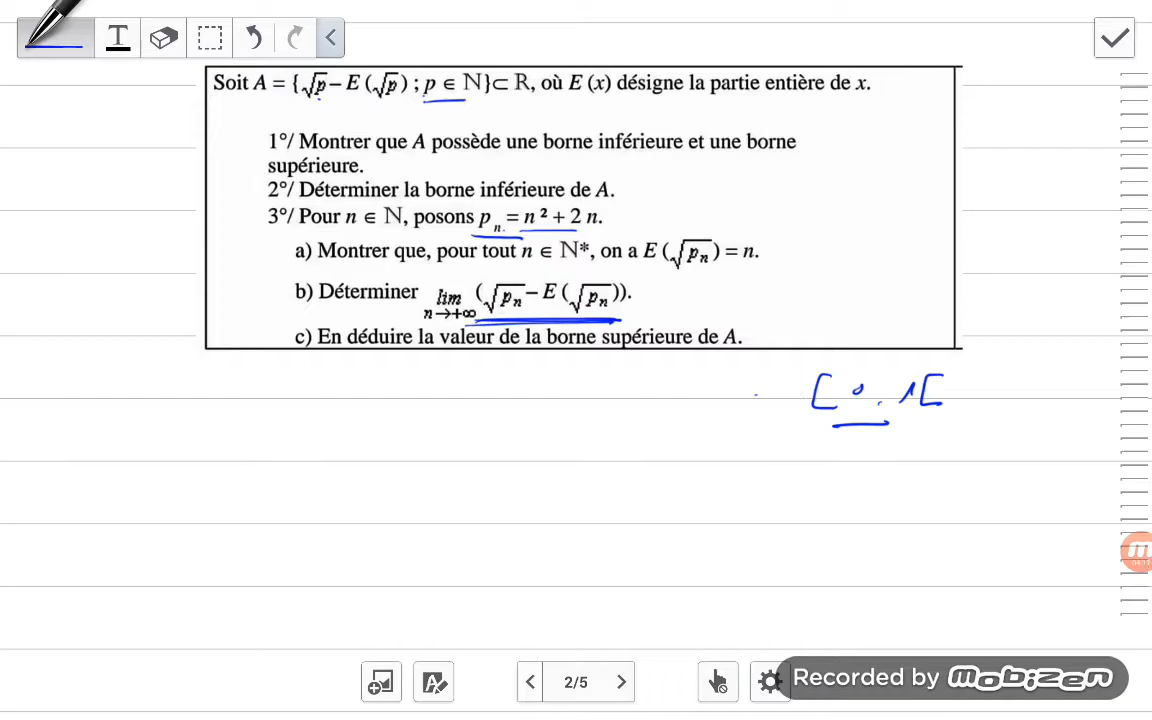 T
Soit A = {√p − E (√p) ; p ∈ ℕ}⊂ R, où E (x) désigne la partie entière de x.
1°/ Montrer que A possède une borne inférieure et une borne
supérieure.
2°/ Déterminer la borne inférieure de A.
3°/ Pour n ∈ ℕ, posons pₙ = n² + 2 n.
a) Montrer que, pour tout n ∈ ℕ*, on a E (√pₙ) = n.
b) Déterminer lim n→+∞ (√pₙ − E (√pₙ)).
c) En déduire la valeur de la borne supérieure de A.
[0, 1[
2/5
Recorded by mobizen